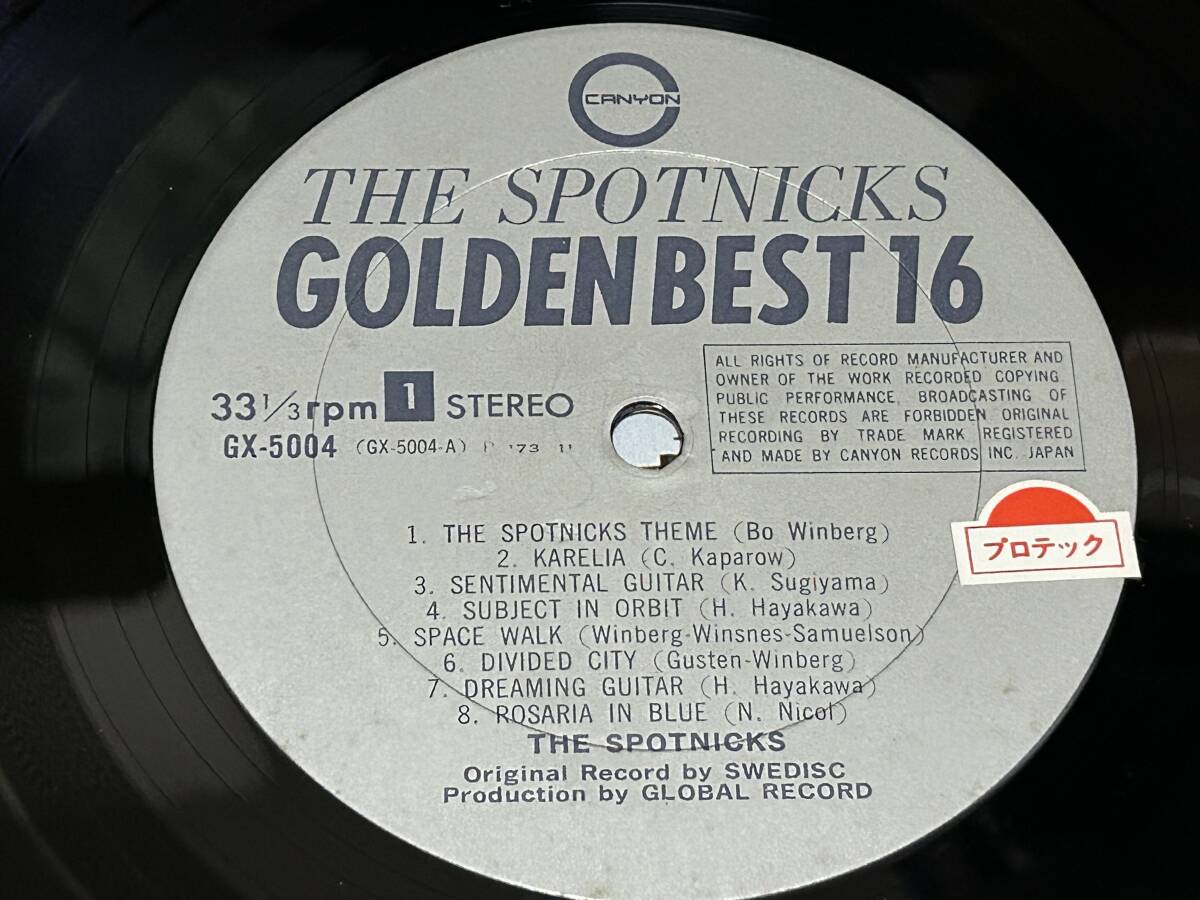 CANYON
THE SPOTNICKS
GOLDEN BEST 16
33 1/3 rpm 1 STEREO
GX-5004 (GX-5004-A) P '73 11
ALL RIGHTS OF RECORD MANUFACTURER AND
OWNER OF THE WORK RECORDED COPYING
PUBLIC PERFORMANCE, BROADCASTING OF
THESE RECORDS ARE FORBIDDEN ORIGINAL
RECORDING BY TRADE MARK REGISTERED
AND MADE BY CANYON RECORDS INC. JAPAN
プロテック
1. THE SPOTNICKS THEME (Bo Winberg)
2. KARELIA (C. Kaparow)
3. SENTIMENTAL GUITAR (K. Sugiyama)
4. SUBJECT IN ORBIT (H. Hayakawa)
5. SPACE WALK (Winberg-Winsnes-Samuelson)
6. DIVIDED CITY (Gusten-Winberg)
7. DREAMING GUITAR (H. Hayakawa)
8. ROSARIA IN BLUE (N. Nicol)
THE SPOTNICKS
Original Record by SWEDISC
Production by GLOBAL RECORD